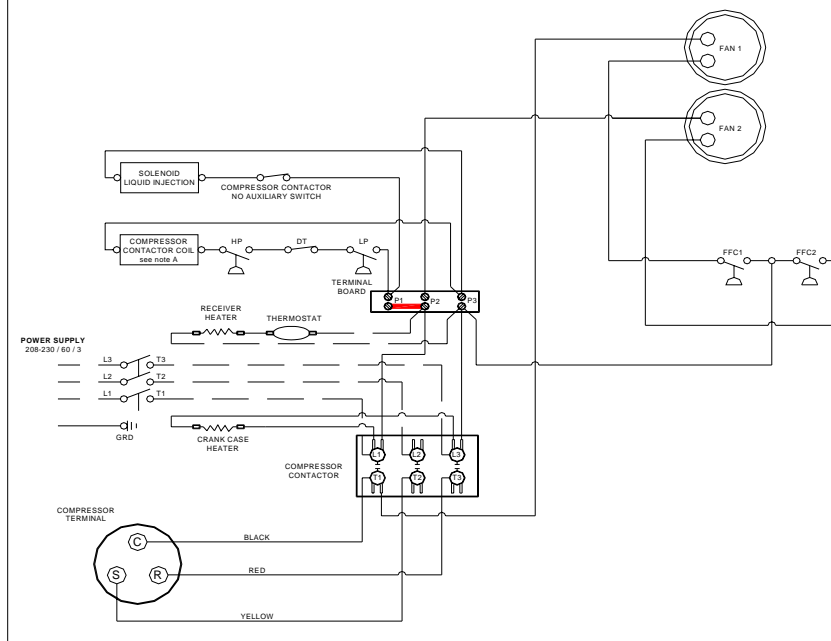 FAN 1
FAN 2
SOLENOID
LIQUID INJECTION
COMPRESSOR CONTACTOR
NO AUXILIARY SWITCH
COMPRESSOR
CONTACTOR COIL
see note A
HP
DT
LP
FFC1
FFC2
TERMINAL
BOARD
P1
P2
P3
RECEIVER
HEATER
THERMOSTAT
POWER SUPPLY
208-230 / 60 / 3
L3
T3
L2
T2
L1
T1
GRD
CRANK CASE
HEATER
COMPRESSOR
CONTACTOR
L1
L2
L3
T1
T2
T3
COMPRESSOR
TERMINAL
C
S
R
BLACK
RED
YELLOW